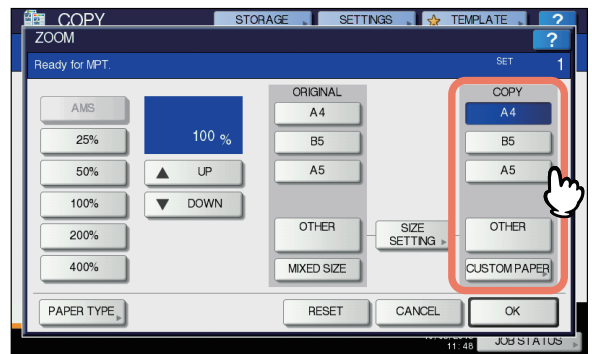 COPY STORAGE SETTINGS TEMPLATE ?
ZOOM ?
Ready for MPT. SET 1
ORIGINAL COPY
AMS 100 % A4 A4
25% B5 B5
50% UP A5 A5
100% DOWN
200% OTHER SIZE SETTING OTHER
400% MIXED SIZE CUSTOM PAPER
PAPER TYPE RESET CANCEL OK
11:48 JOB STATUS